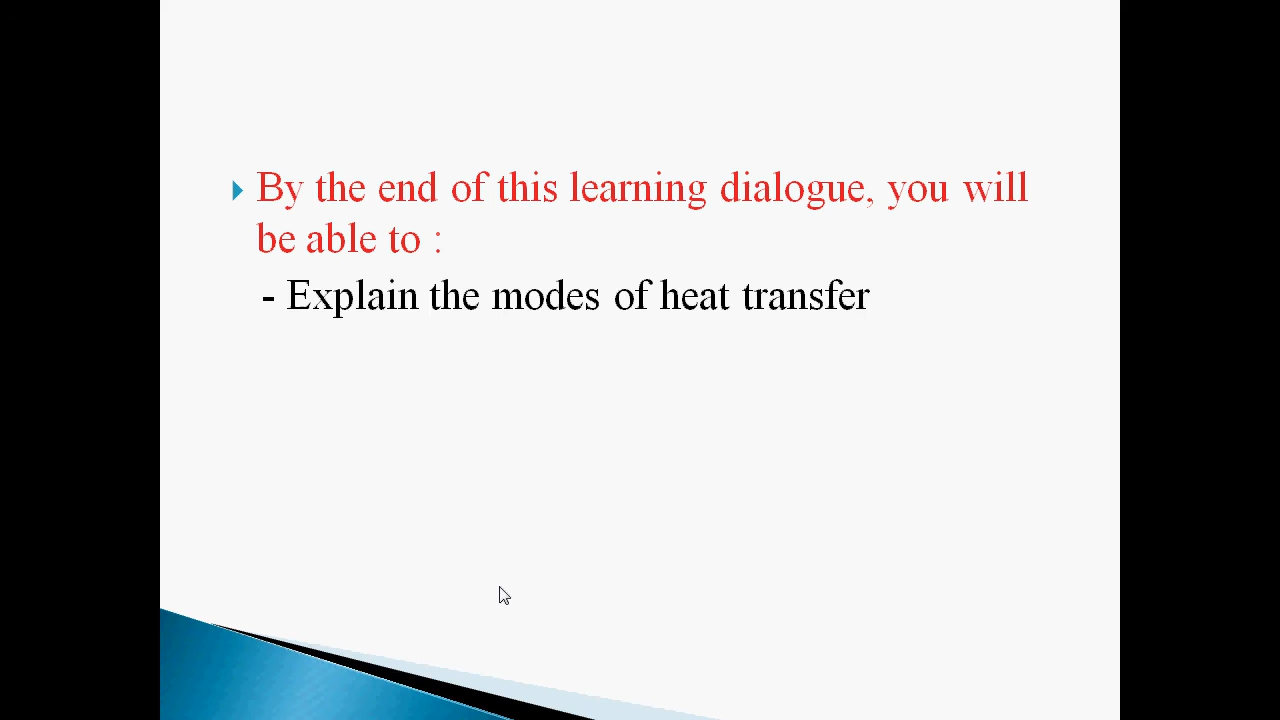 By the end of this learning dialogue, you will
be able to :
- Explain the modes of heat transfer